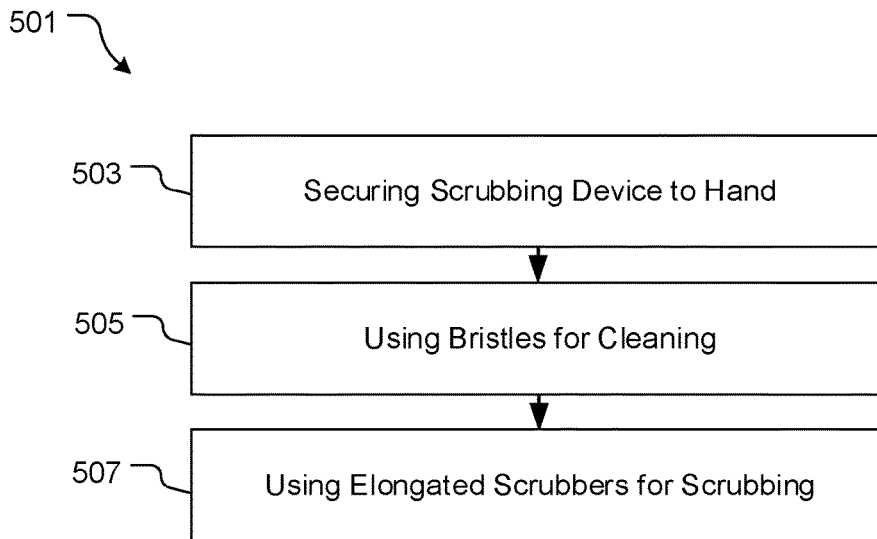 501
503
Securing Scrubbing Device to Hand
505
Using Bristles for Cleaning
507
Using Elongated Scrubbers for Scrubbing